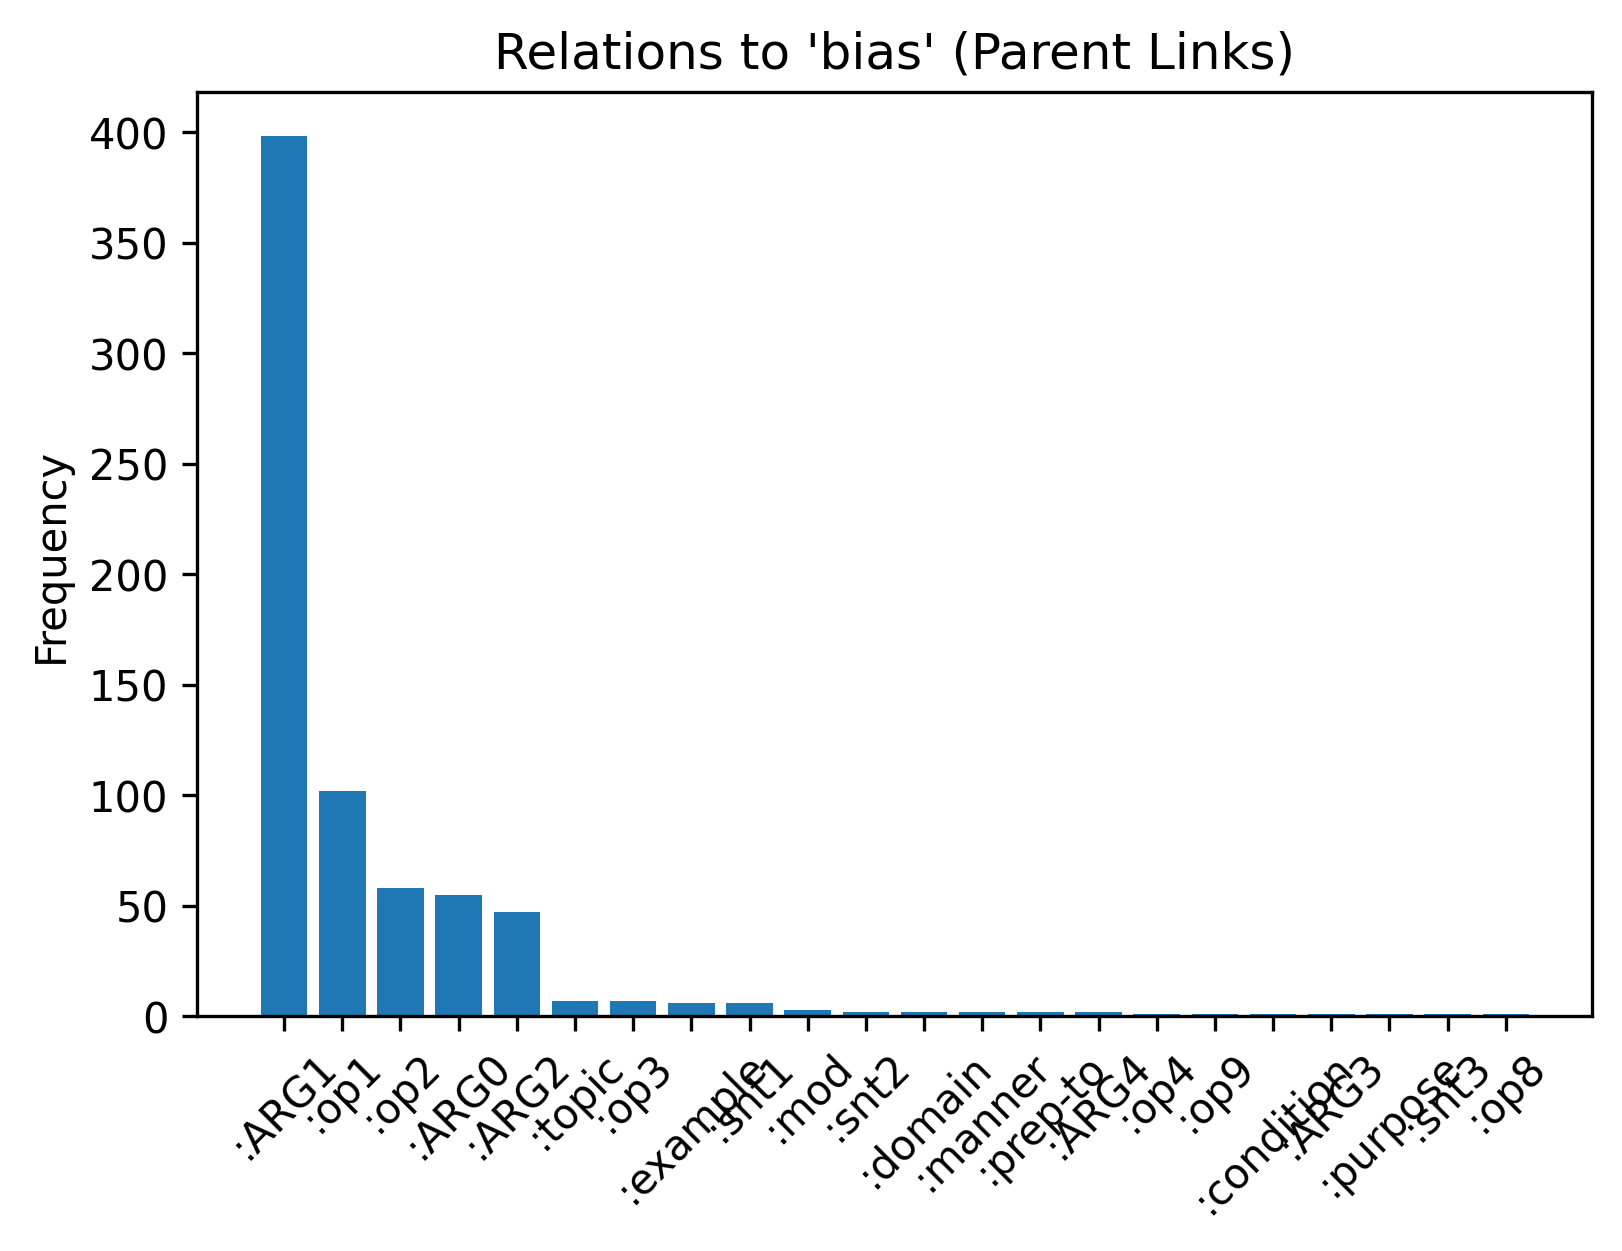 Relations to 'bias' (Parent Links)
Frequency
400
350
300
250
200
150
100
50
0
:ARG1
:op1
:op2
:ARG0
:ARG2
:topic
:op3
:example
:snt1
:mod
:snt2
:domain
:manner
:prep-to
:ARG4
:op4
:op9
:condition
:ARG3
:purpose
:snt3
:op8